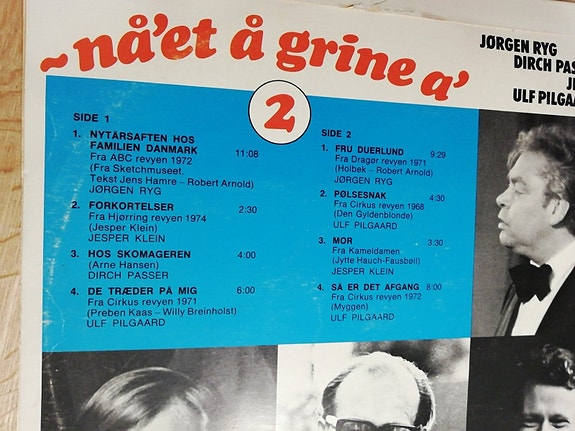 ~ nå'et å grine a'
2
JØRGEN RYG
DIRCH
ULF
SIDE 1
1. NYTÅRSAFTEN HOS
FAMILIEN DANMARK
Fra ABC revyen 1972 11:08
(Fra Sketchmuseet.
Tekst Jens Hamre – Robert Arnold)
JØRGEN RYG
2. FORKORTELSER 2:30
Fra Hjørring revyen 1974
(Jesper Klein)
JESPER KLEIN
3. HOS SKOMAGEREN 4:00
(Arne Hansen)
DIRCH PASSER
4. DE TRÆDER PÅ MIG 6:00
Fra Cirkus revyen 1971
(Preben Kaas – Willy Breinholst)
ULF PILGAARD
SIDE 2
1. FRU DUERLUND 9:29
Fra Dragør revyen 1971
(Holbek – Robert Arnold)
JØRGEN RYG
2. PØLSESNAK 4:30
Fra Cirkus revyen 1968
(Den Gyldenblonde)
ULF PILGAARD
3. MOR 3:30
Fra Kameldamen
(Jytte Hauch-Fausbøll)
JESPER KLEIN
4. SÅ ER DET AFGANG 8:00
Fra Cirkus revyen 1972
(Myggen)
ULF PILGAARD